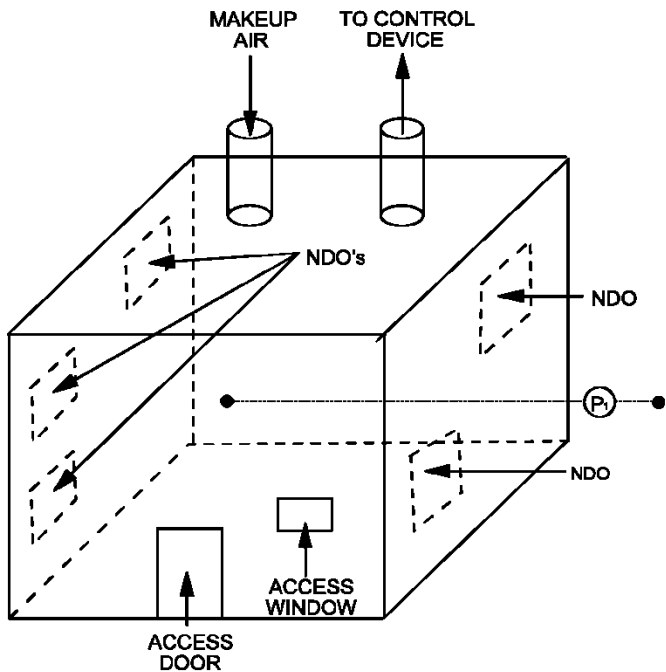 MAKEUP
AIR
TO CONTROL
DEVICE
NDO's
NDO
P1
NDO
ACCESS
WINDOW
ACCESS
DOOR